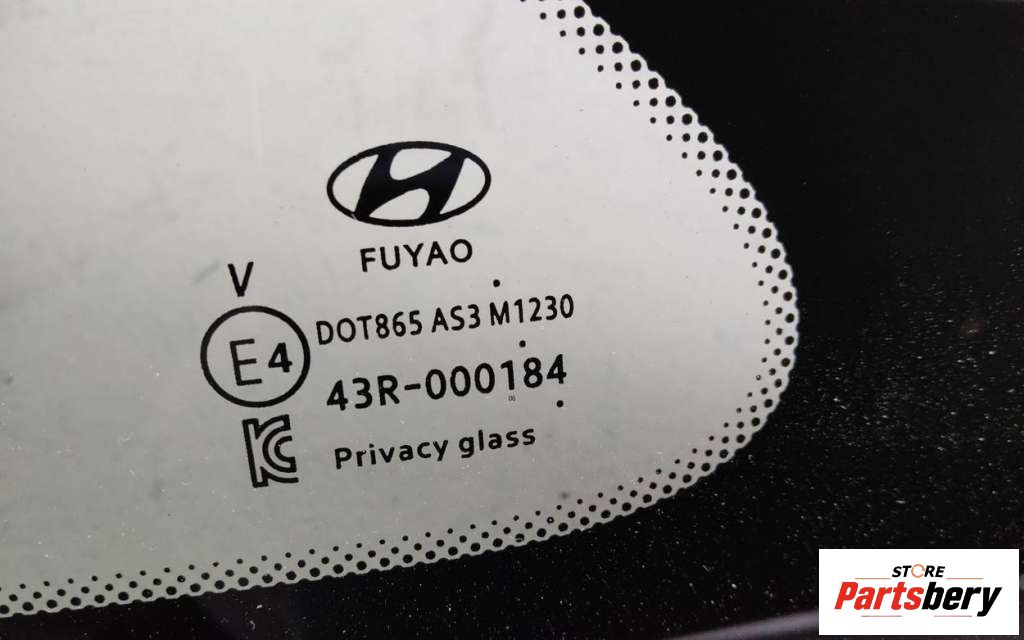 FUYAO
V
E4
DOT865 AS3 M1230
43R-000184
KC
Privacy glass
STORE
Partsbery